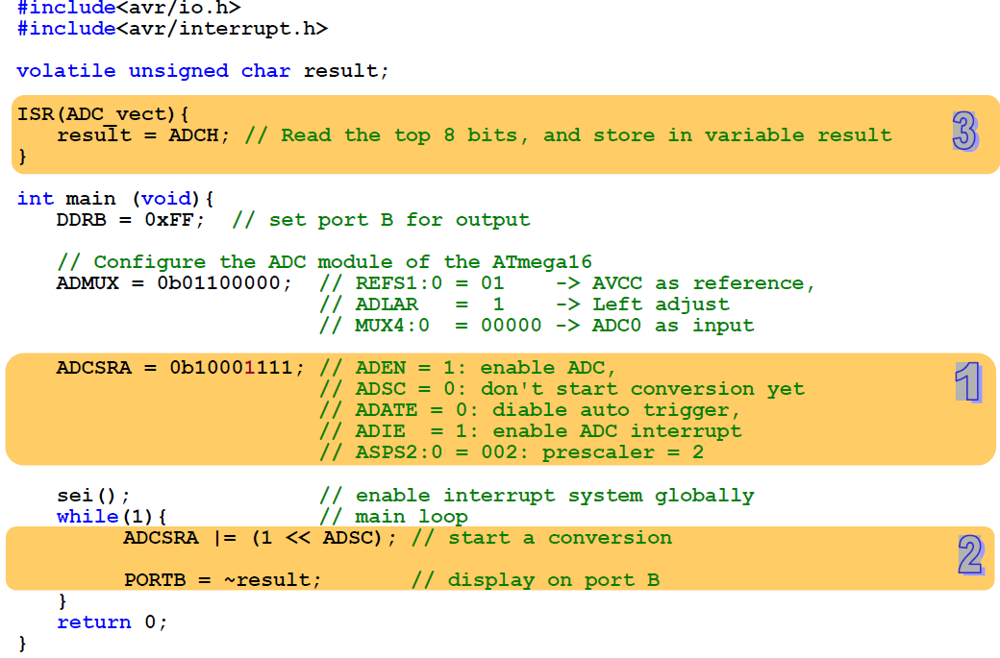 #include<avr/io.h>
#include<avr/interrupt.h>
volatile unsigned char result;
ISR(ADC_vect){
result = ADCH; // Read the top 8 bits, and store in variable result
3
}
int main (void){
DDRB = 0xFF; // set port B for output
// Configure the ADC module of the ATmega16
ADMUX = 0b01100000; // REFS1:0 = 01 -> AVCC as reference,
// ADLAR = 1 -> Left adjust
// MUX4:0 = 00000 -> ADC0 as input
ADCSRA = 0b10001111; // ADEN = 1: enable ADC,
1
// ADSC = 0: don't start conversion yet
// ADATE = 0: diable auto trigger,
// ADIE = 1: enable ADC interrupt
// ASPS2:0 = 002: prescaler = 2
sei(); // enable interrupt system globally
while(1){ // main loop
ADCSRA |= (1 << ADSC); // start a conversion
2
PORTB = ~result; // display on port B
}
return 0;
}